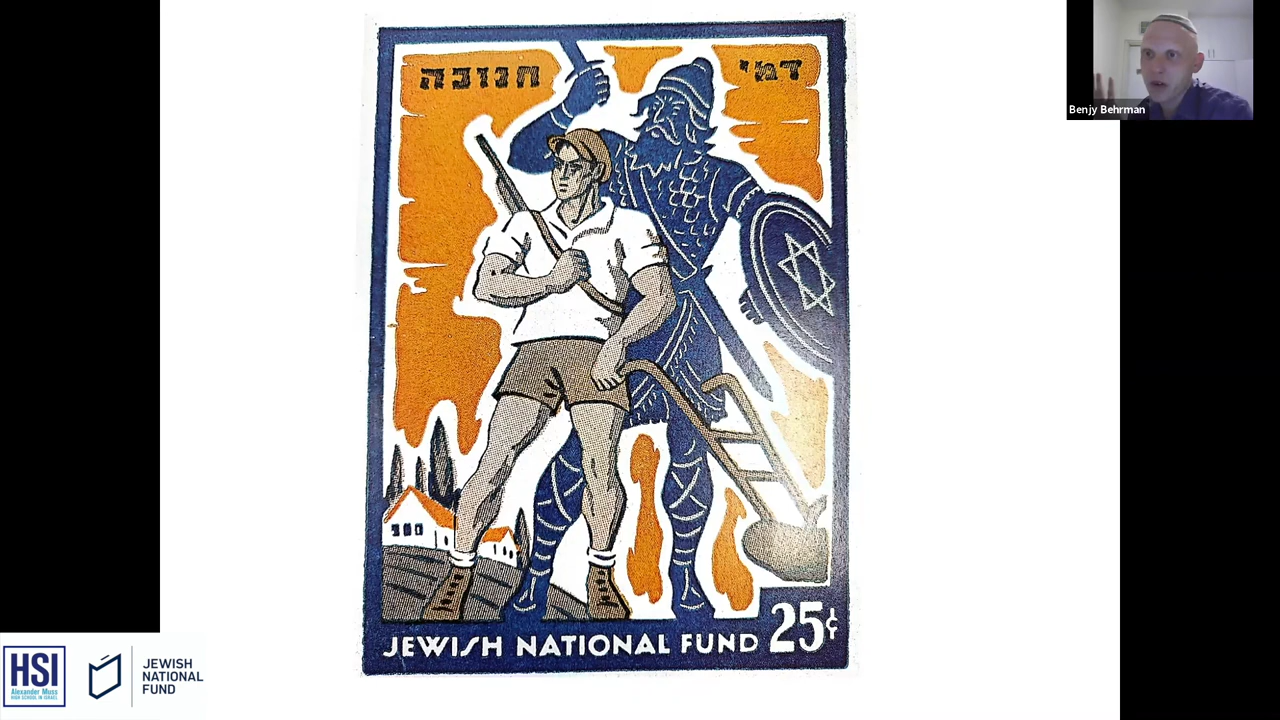 דמי חנוכה
JEWISH NATIONAL FUND 25¢
Benjy Behrman
HSI
Alexander Muss
HIGH SCHOOL IN ISRAEL
JEWISH
NATIONAL
FUND